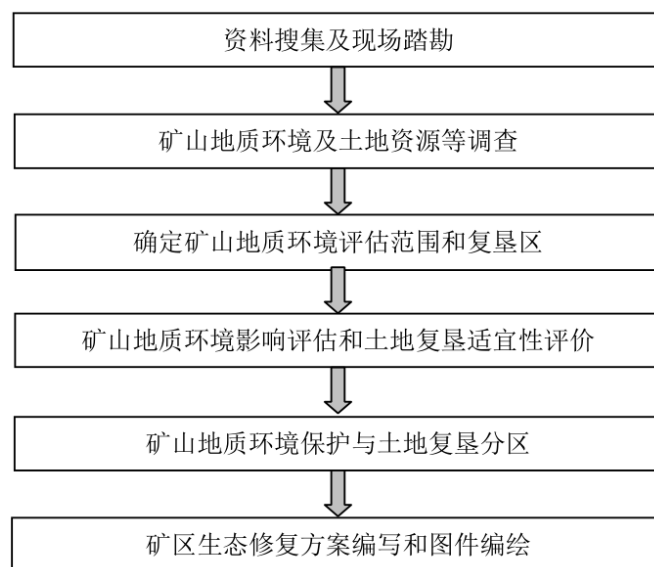 资料搜集及现场踏勘
矿山地质环境及土地资源等调查
确定矿山地质环境评估范围和复垦区
矿山地质环境影响评估和土地复垦适宜性评价
矿山地质环境保护与土地复垦分区
矿区生态修复方案编写和图件编绘